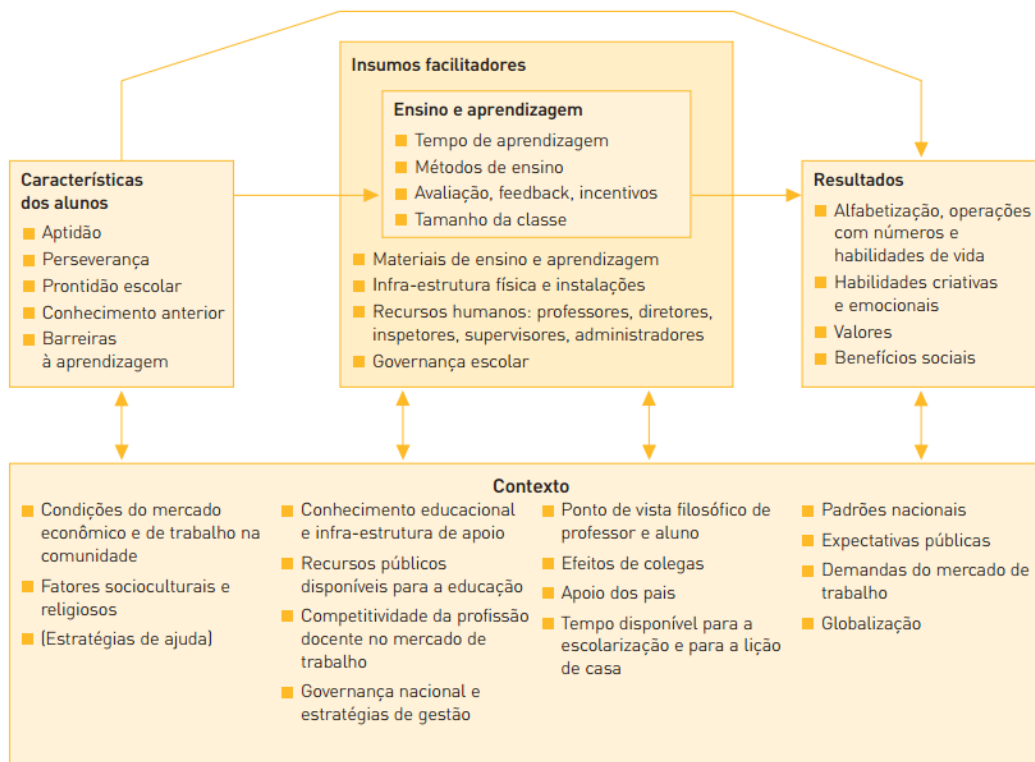 Insumos facilitadores
Ensino e aprendizagem
■ Tempo de aprendizagem
■ Métodos de ensino
■ Avaliação, feedback, incentivos
■ Tamanho da classe
Características
dos alunos
■ Aptidão
■ Perseverança
■ Prontidão escolar
■ Conhecimento anterior
■ Barreiras
à aprendizagem
■ Materiais de ensino e aprendizagem
■ Infra-estrutura física e instalações
■ Recursos humanos: professores, diretores,
inspetores, supervisores, administradores
■ Governança escolar
Resultados
■ Alfabetização, operações
com números e
habilidades de vida
■ Habilidades criativas
e emocionais
■ Valores
■ Benefícios sociais
Contexto
■ Condições do mercado
econômico e de trabalho na
comunidade
■ Fatores socioculturais e
religiosos
■ (Estratégias de ajuda)
■ Conhecimento educacional
e infra-estrutura de apoio
■ Recursos públicos
disponíveis para a educação
■ Competitividade da profissão
docente no mercado de
trabalho
■ Governança nacional e
estratégias de gestão
■ Ponto de vista filosófico de
professor e aluno
■ Efeitos de colegas
■ Apoio dos pais
■ Tempo disponível para a
escolarização e para a lição
de casa
■ Padrões nacionais
■ Expectativas públicas
■ Demandas do mercado de
trabalho
■ Globalização